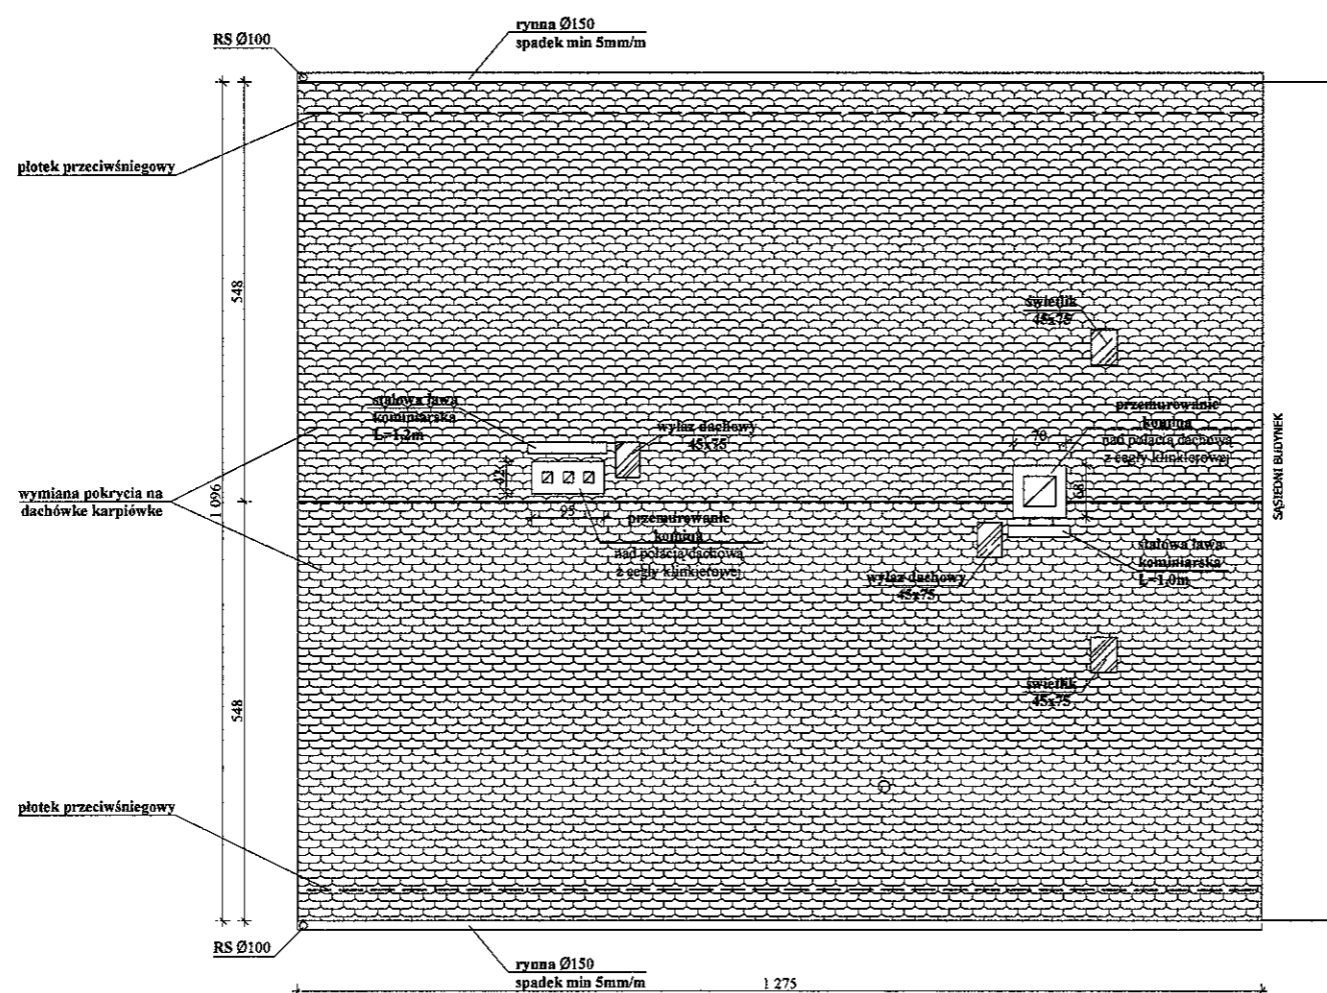 rynna Ø150
spadek min 5mm/m
RS Ø100
płotek przeciwśniegowy
548
świetlik
45x75
stalowa ława
kominiarska
L=1,2m
wyłaz dachowy
45x75
przemurowanie
komina
nad połacią dachową
z cegły klinkierowej
70
68
42
95
SĄSIEDNI BUDYNEK
wymiana pokrycia na
dachówke karpiówke
1 096
przemurowanie
komina
nad połacią dachową
z cegły klinkierowej
stalowa ława
kominiarska
L=1,0m
wyłaz dachowy
45x75
świetlik
45x75
548
płotek przeciwśniegowy
RS Ø100
rynna Ø150
spadek min 5mm/m
1 275